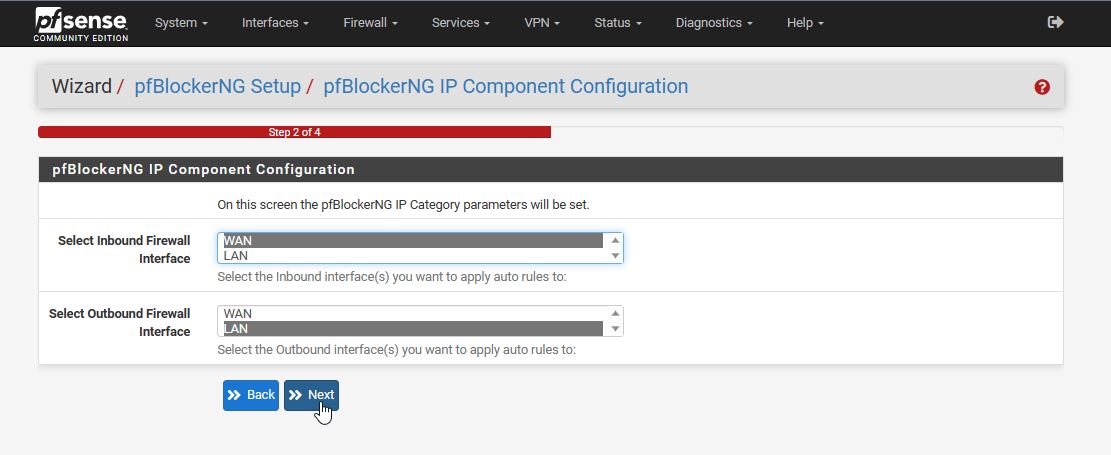 pfsense
COMMUNITY EDITION
System Interfaces Firewall Services VPN Status Diagnostics Help
Wizard / pfBlockerNG Setup / pfBlockerNG IP Component Configuration
Step 2 of 4
pfBlockerNG IP Component Configuration
On this screen the pfBlockerNG IP Category parameters will be set.
Select Inbound Firewall
Interface
WAN
LAN
Select the Inbound interface(s) you want to apply auto rules to:
Select Outbound Firewall
Interface
WAN
LAN
Select the Outbound interface(s) you want to apply auto rules to:
Back Next